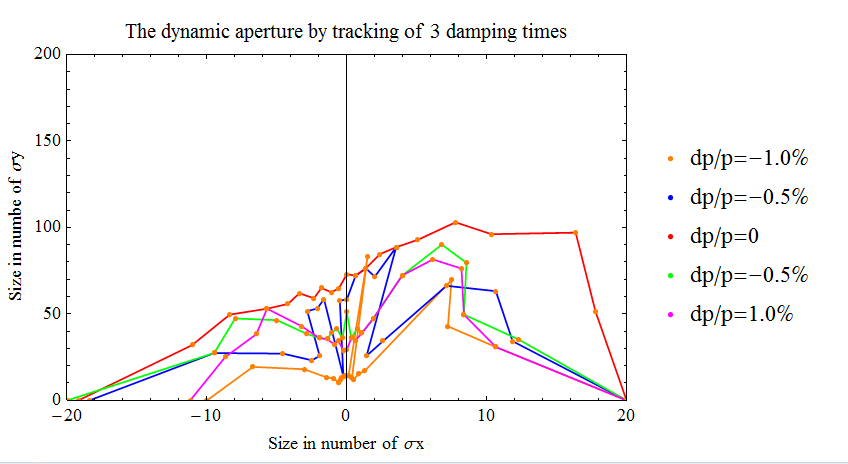 The dynamic aperture by tracking of 3 damping times
200
150
100
50
0
−20
−10
0
10
20
Size in numbe of σy
Size in number of σx
dp/p=−1.0%
dp/p=−0.5%
dp/p=0
dp/p=−0.5%
dp/p=1.0%